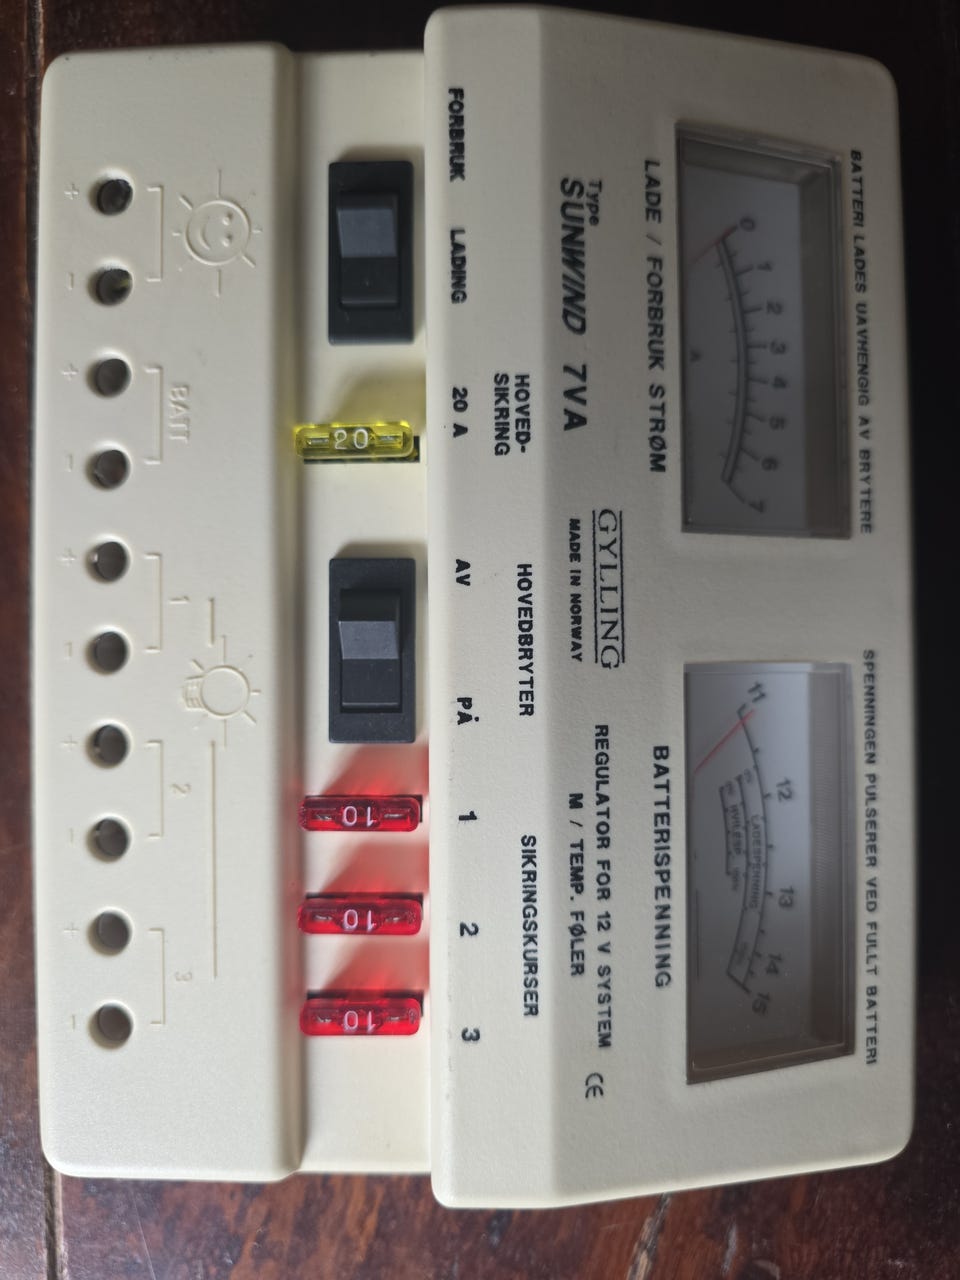 BATTERI LADES UAVHENGIG AV BRYTERE
SPENNINGEN PULSERER VED FULLT BATTERI
0 1 2 3 4 5 6 7
A
11 12 13 14 15
LADESPENNING
HVILESP.
LADE / FORBRUK STRØM
BATTERISPENNING
Type
SUNWIND 7VA
GYLLING
MADE IN NORWAY
REGULATOR FOR 12 V SYSTEM
M / TEMP. FØLER
CE
HOVED-
SIKRING
HOVEDBRYTER
SIKRINGSKURSER
FORBRUK LADING 20 A AV PÅ 1 2 3
20
10
10
10
BATT
1
2
3
+ - + - + - + - + -